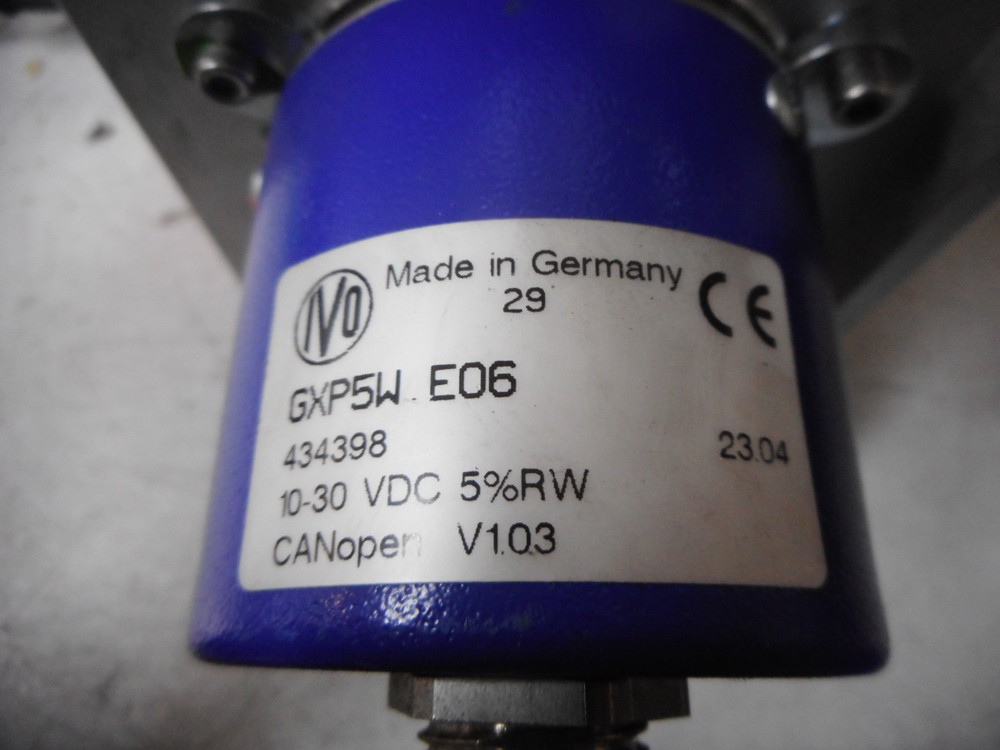 IVO Made in Germany CE
29
GXP5W E06
434398 23.04
10-30 VDC 5%RW
CANopen V1.03